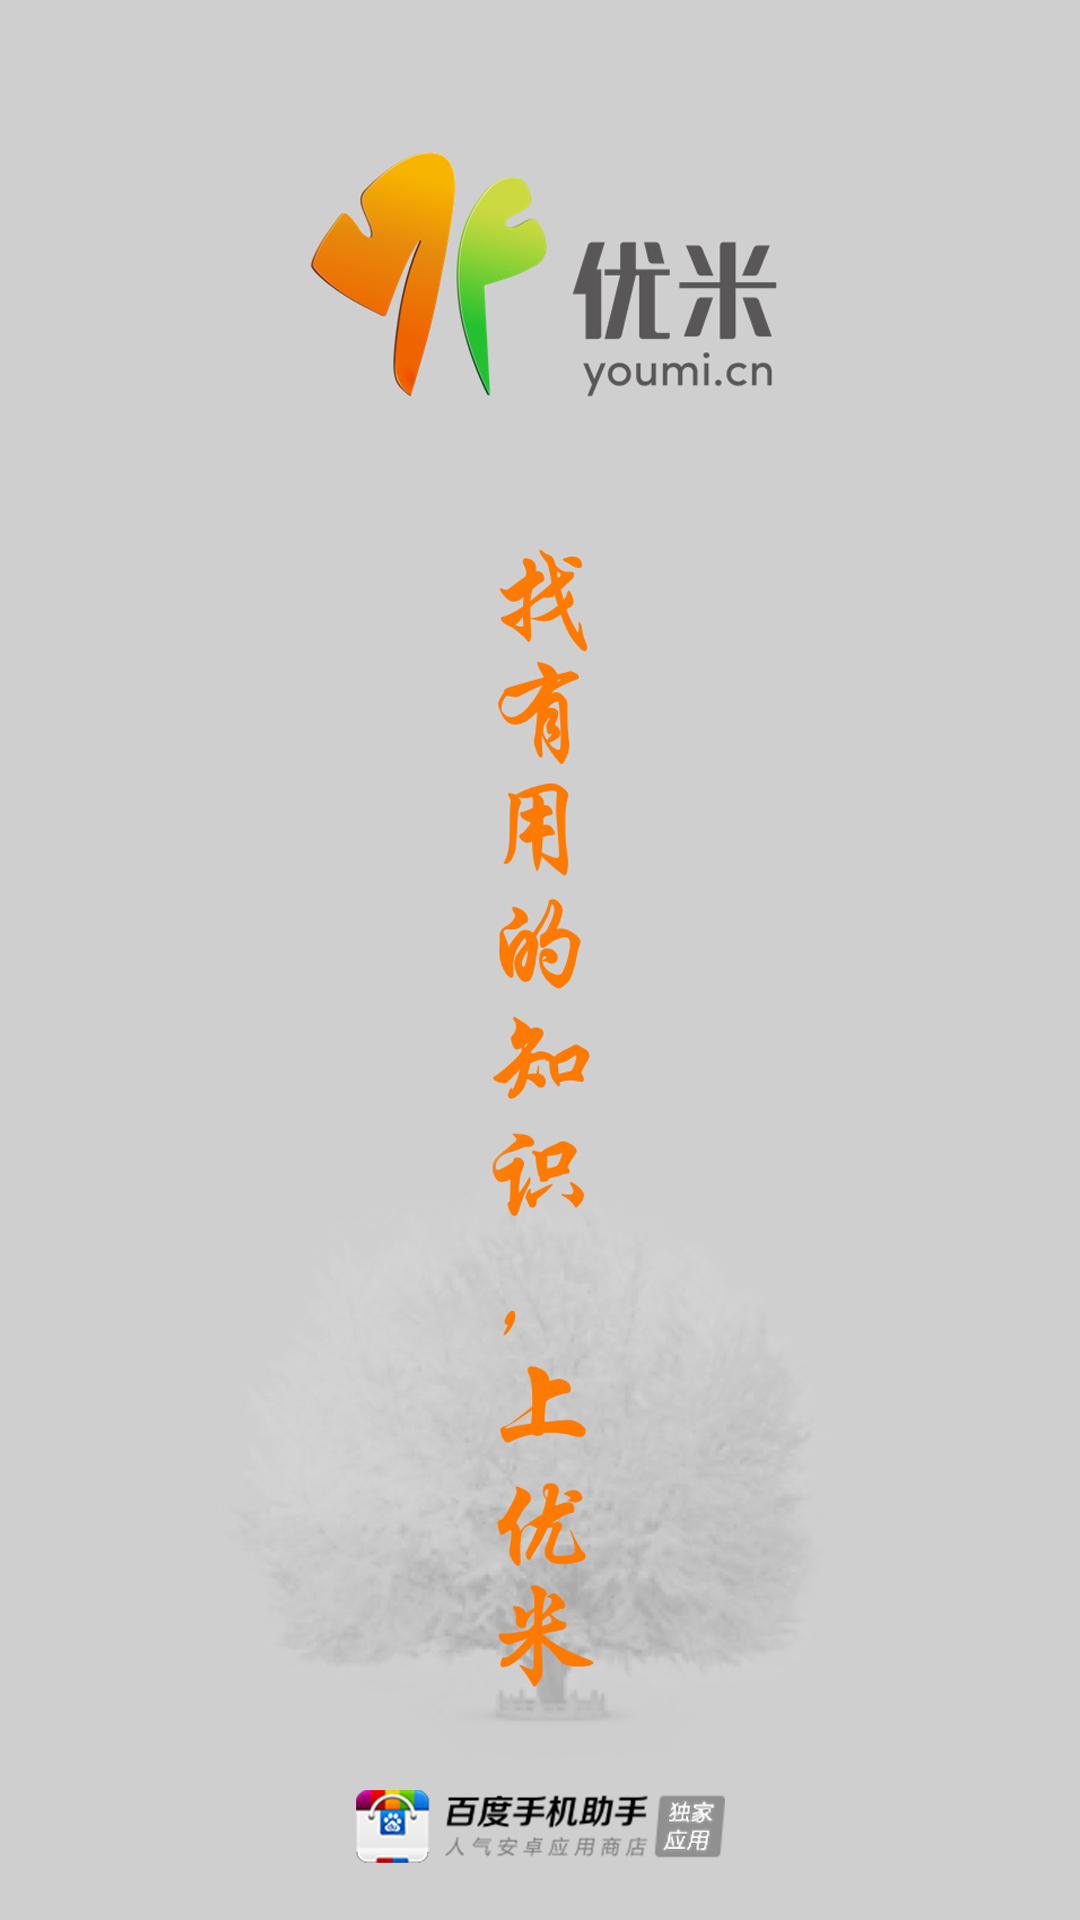 优米
youmi.cn
找有用的知识，上优米
百度手机助手
人气安卓应用商店
独家
应用